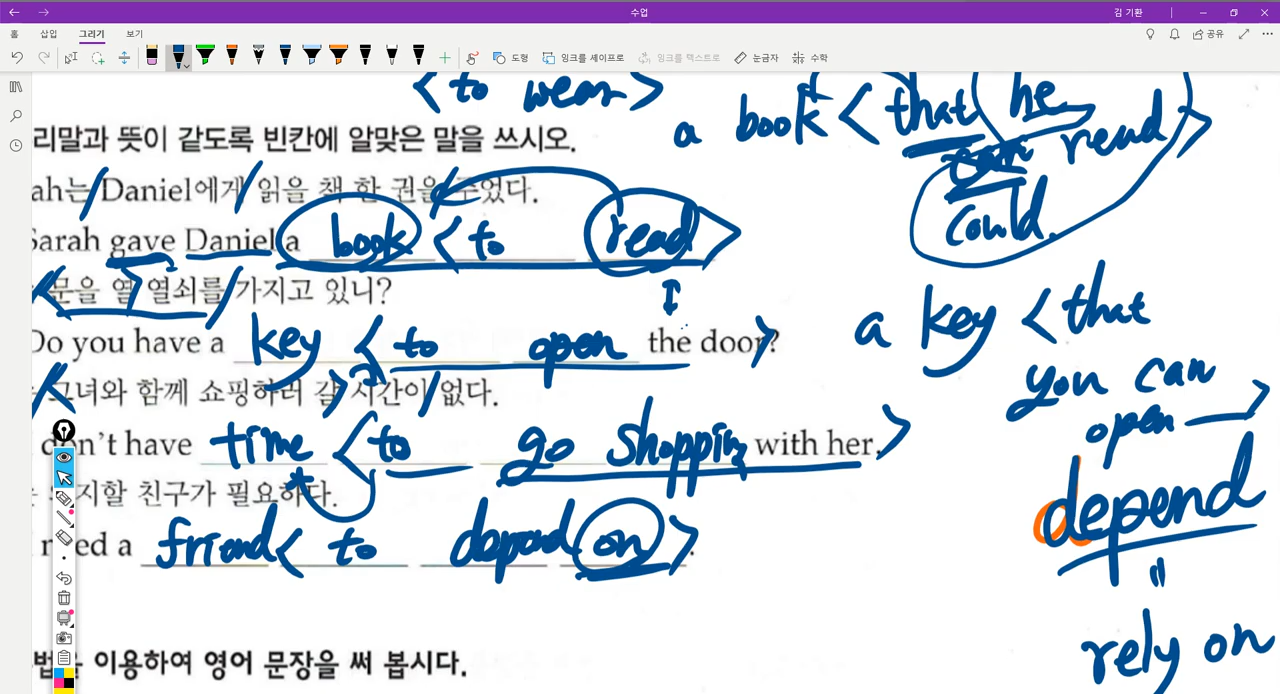 수업
김 기환
홈 삽입 그리기 보기
공유
도형 잉크를 셰이프로 잉크를 텍스트로 눈금자 수학
< to wear >
a book < that he could read >
리말과 뜻이 같도록 빈칸에 알맞은 말을 쓰시오.
ah는 Daniel에게 읽을 책 한 권을 주었다.
Sarah gave Daniel a book < to read >
문을 열 열쇠를 가지고 있니?
Do you have a key < to open the door > ?
a key < that
you can
open
그녀와 함께 쇼핑하러 갈 시간이 없다.
don't have time < to go shopping with her. >
지할 친구가 필요하다.
need a friend < to depend on > .
depend
"
rely on
법을 이용하여 영어 문장을 써 봅시다.